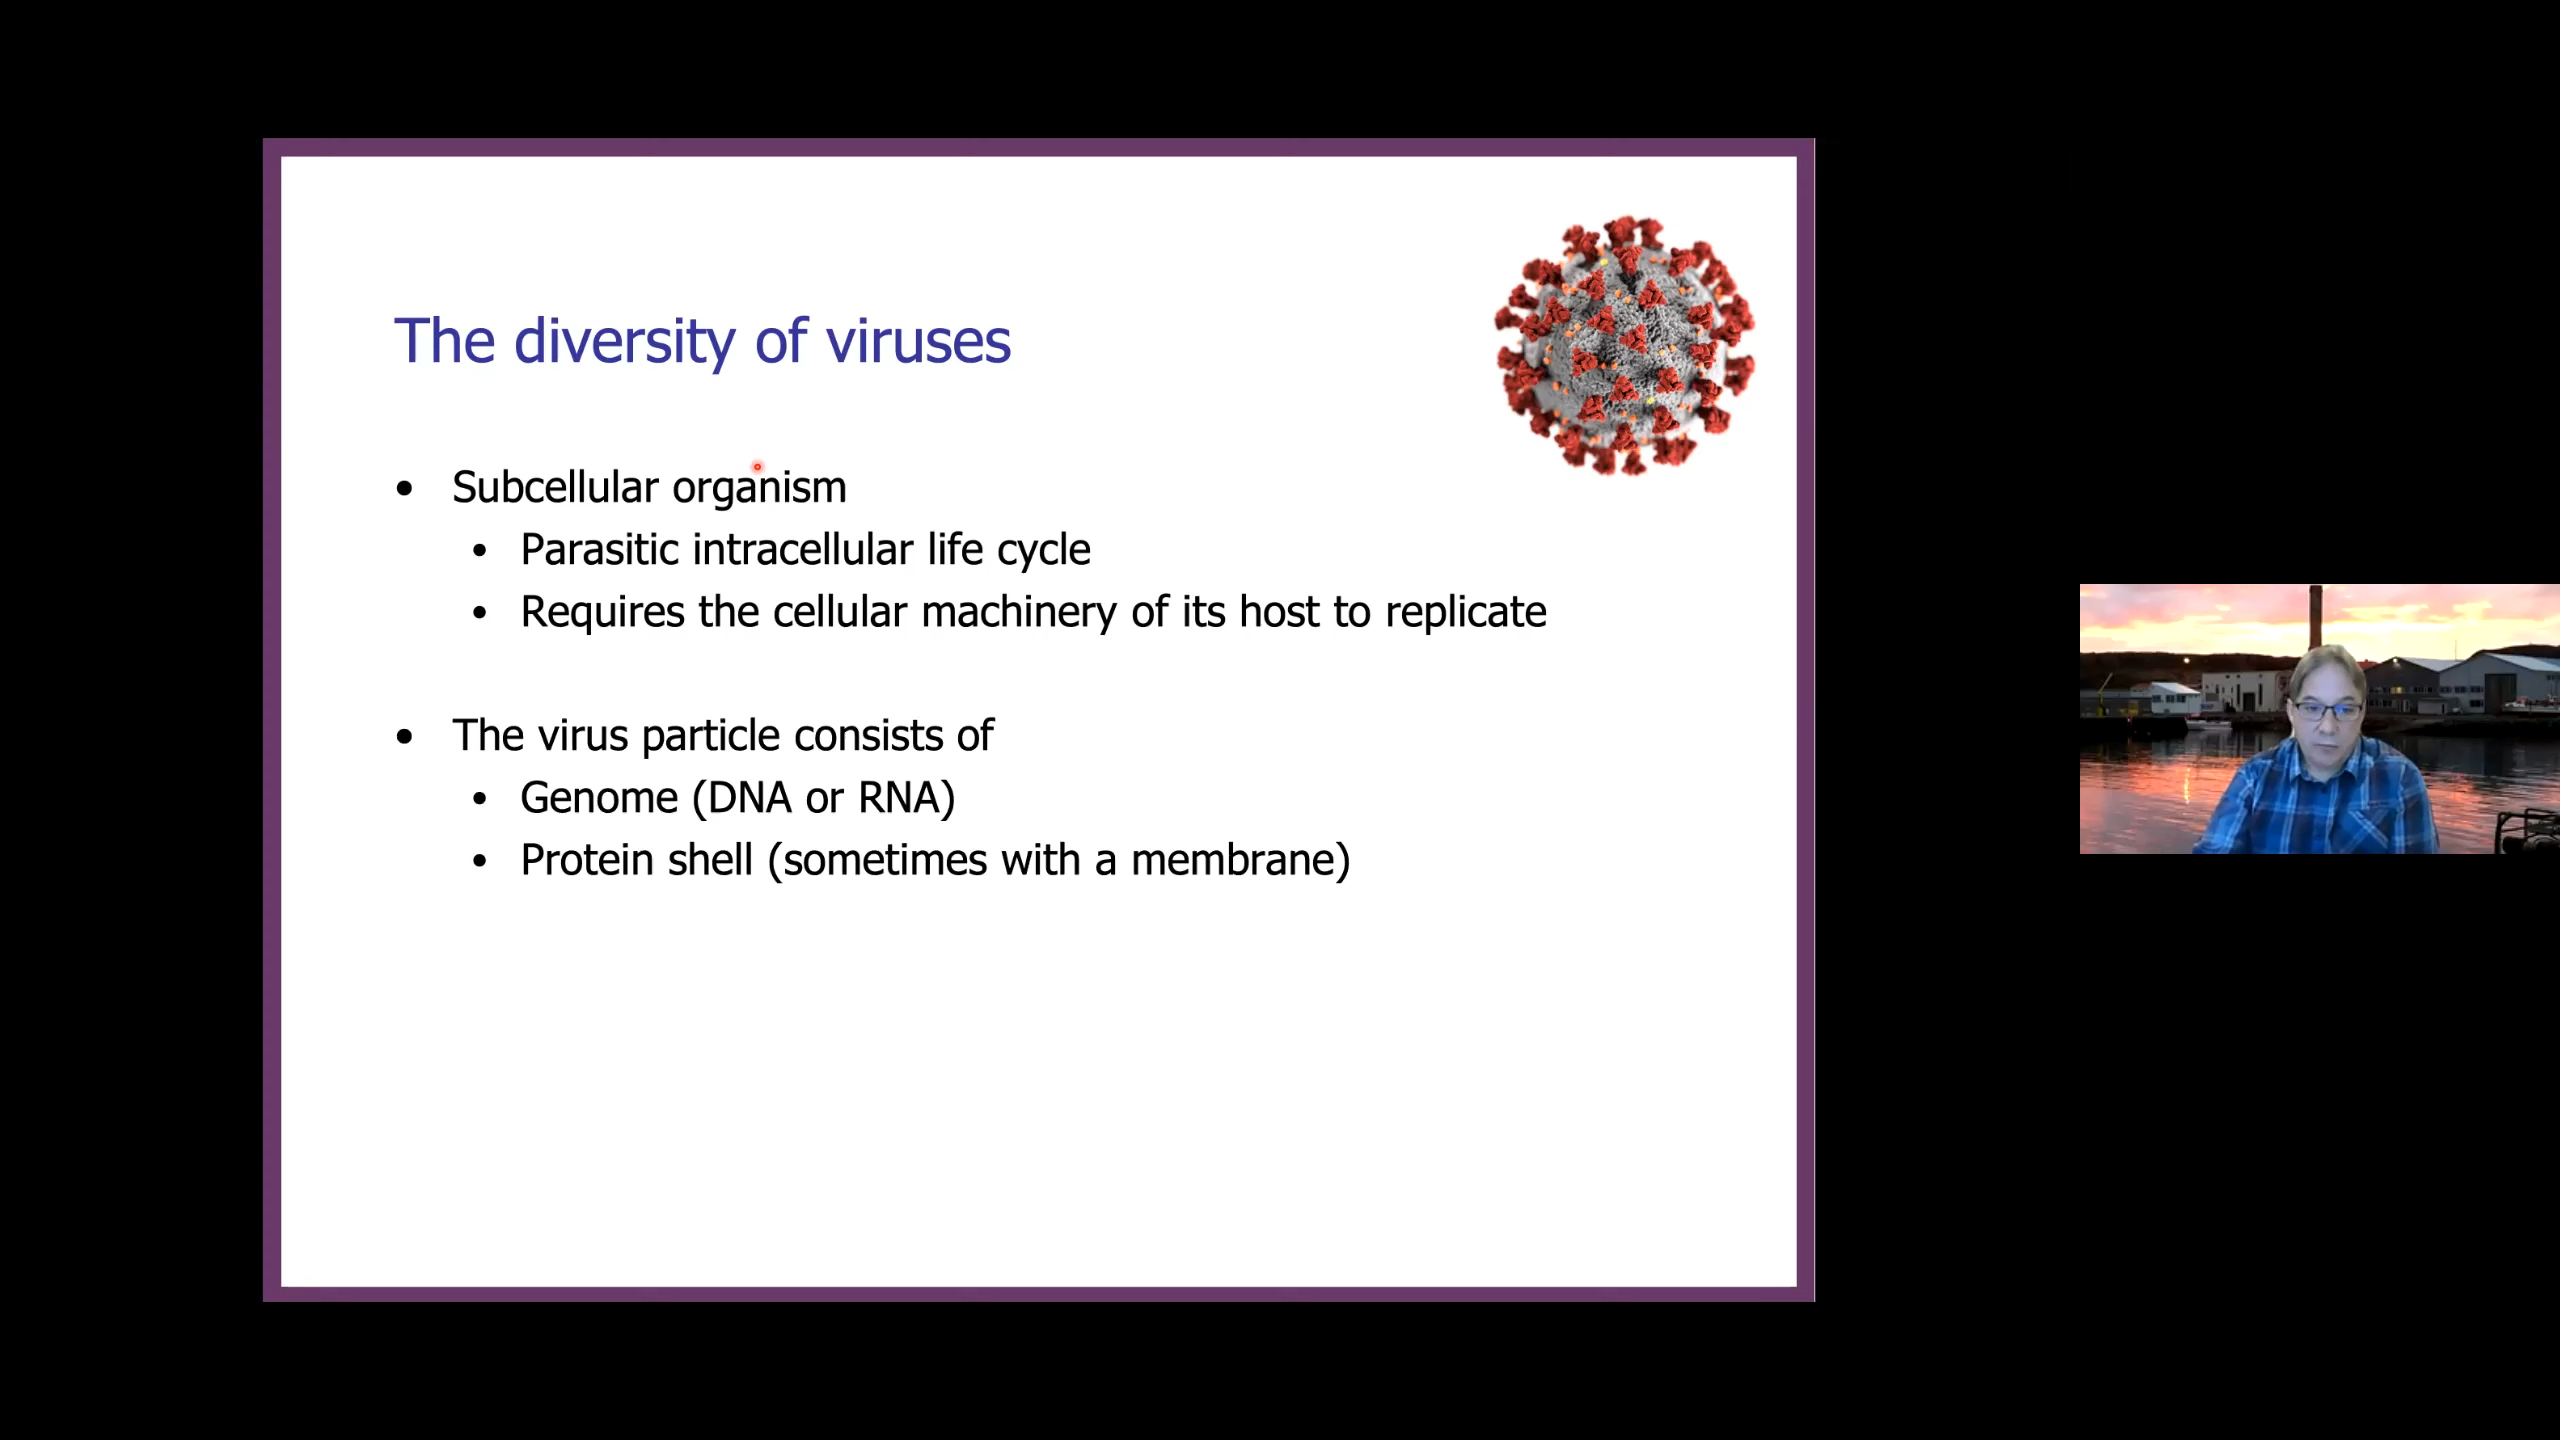 The diversity of viruses
• Subcellular organism
• Parasitic intracellular life cycle
• Requires the cellular machinery of its host to replicate
• The virus particle consists of
• Genome (DNA or RNA)
• Protein shell (sometimes with a membrane)